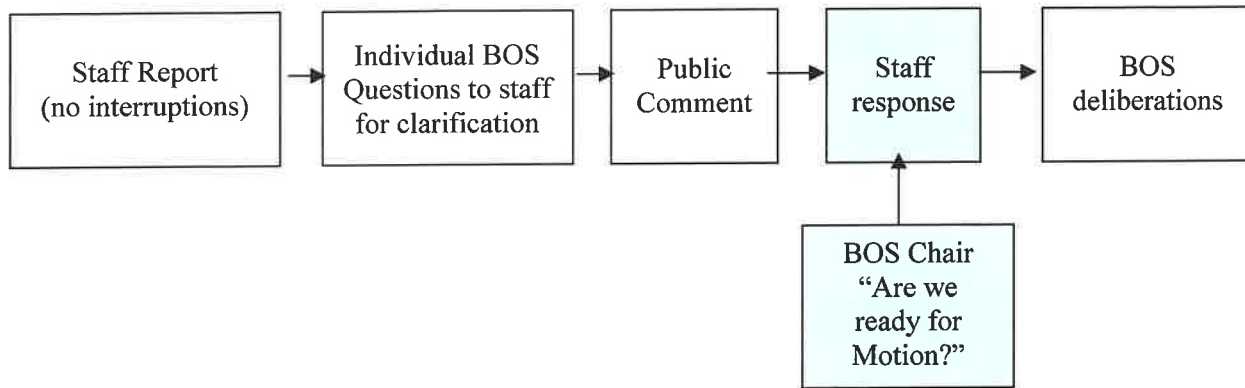 Staff Report
(no interruptions)
Individual BOS
Questions to staff
for clarification
Public
Comment
Staff
response
BOS
deliberations
BOS Chair
“Are we
ready for
Motion?”